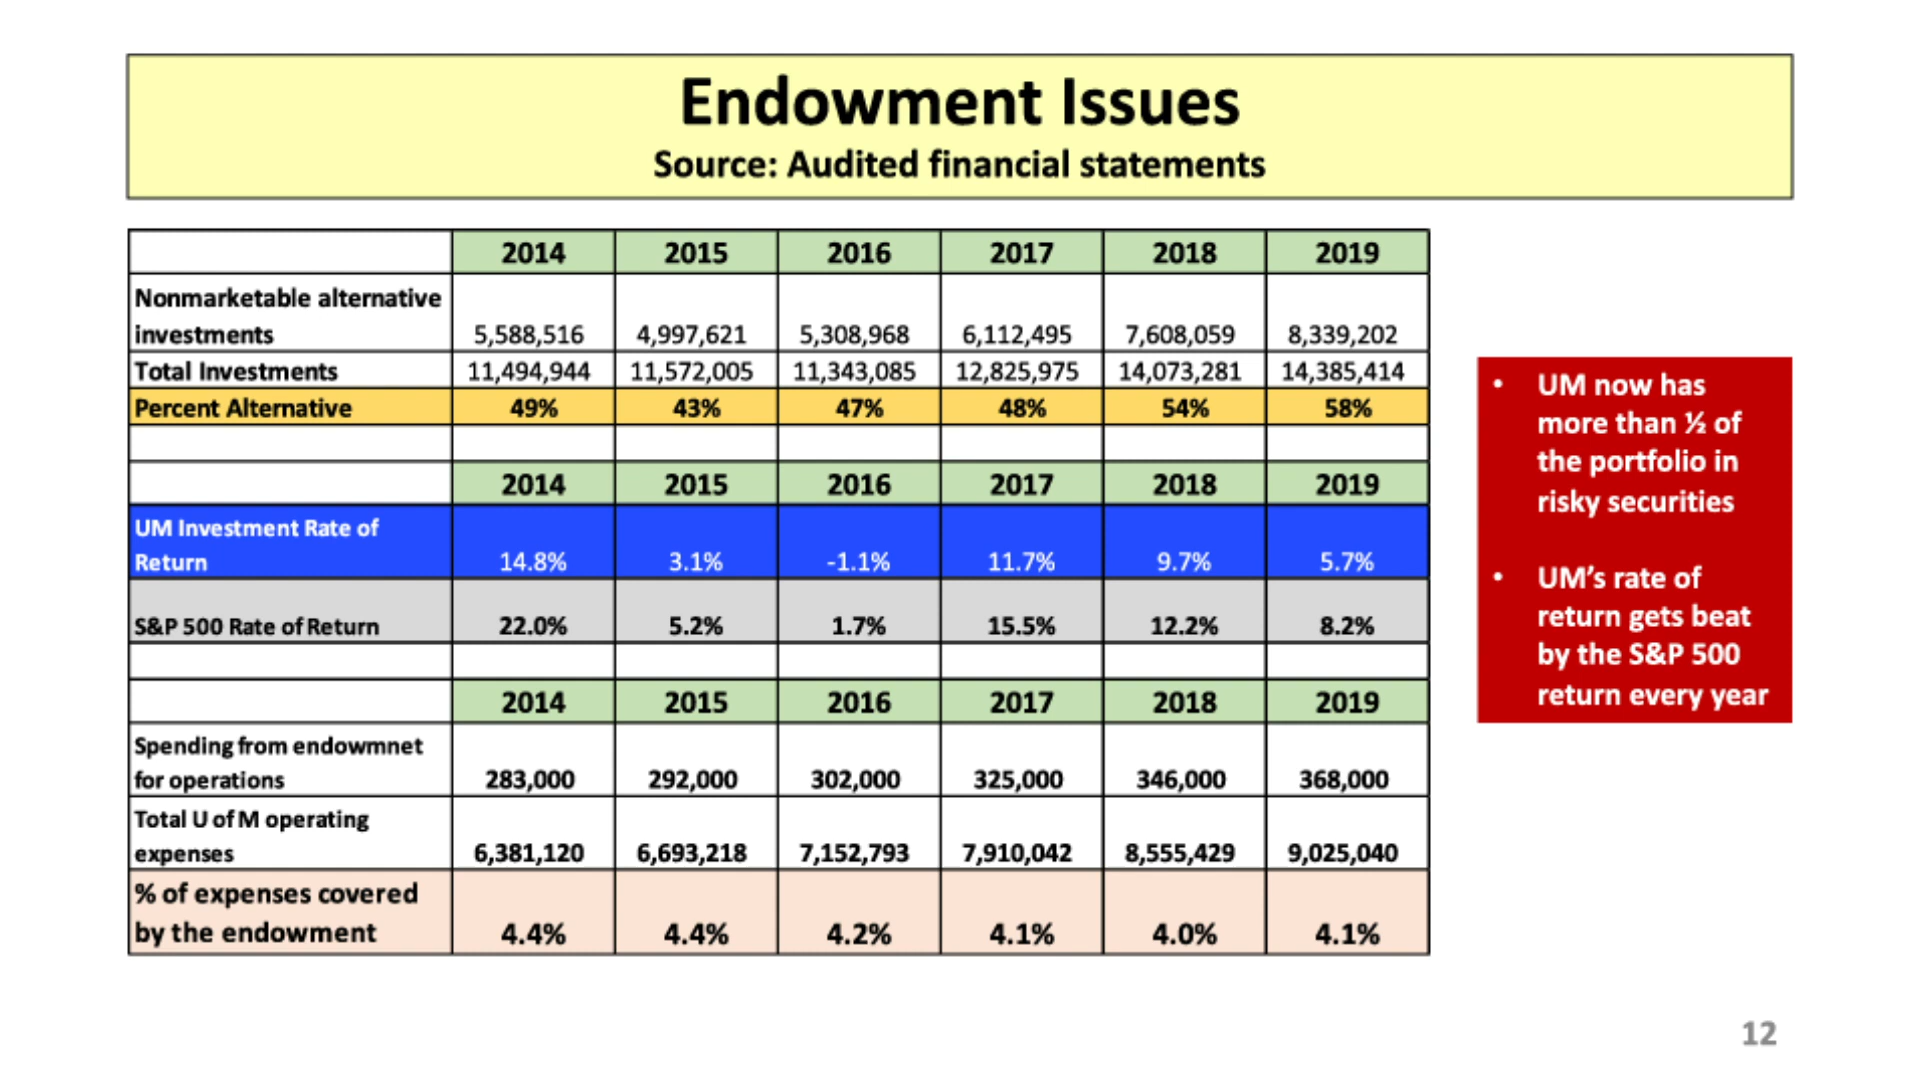 Endowment Issues
Source: Audited financial statements
2014 2015 2016 2017 2018 2019
Nonmarketable alternative
investments 5,588,516 4,997,621 5,308,968 6,112,495 7,608,059 8,339,202
Total Investments 11,494,944 11,572,005 11,343,085 12,825,975 14,073,281 14,385,414
Percent Alternative 49% 43% 47% 48% 54% 58%
2014 2015 2016 2017 2018 2019
UM Investment Rate of
Return 14.8% 3.1% -1.1% 11.7% 9.7% 5.7%
S&P 500 Rate of Return 22.0% 5.2% 1.7% 15.5% 12.2% 8.2%
2014 2015 2016 2017 2018 2019
Spending from endowmnet
for operations 283,000 292,000 302,000 325,000 346,000 368,000
Total U of M operating
expenses 6,381,120 6,693,218 7,152,793 7,910,042 8,555,429 9,025,040
% of expenses covered
by the endowment 4.4% 4.4% 4.2% 4.1% 4.0% 4.1%
• UM now has
more than ½ of
the portfolio in
risky securities
• UM’s rate of
return gets beat
by the S&P 500
return every year
12